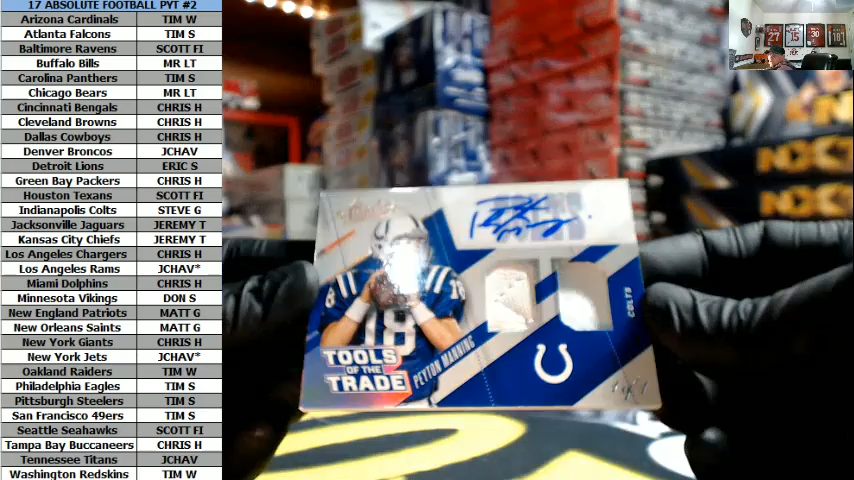 17 ABSOLUTE FOOTBALL PYT #2
Arizona Cardinals TIM W
Atlanta Falcons TIM S
Baltimore Ravens SCOTT FI
Buffalo Bills MR LT
Carolina Panthers TIM S
Chicago Bears MR LT
Cincinnati Bengals CHRIS H
Cleveland Browns CHRIS H
Dallas Cowboys CHRIS H
Denver Broncos JCHAV
Detroit Lions ERIC S
Green Bay Packers CHRIS H
Houston Texans SCOTT FI
Indianapolis Colts STEVE G
Jacksonville Jaguars JEREMY T
Kansas City Chiefs JEREMY T
Los Angeles Chargers CHRIS H
Los Angeles Rams JCHAV*
Miami Dolphins CHRIS H
Minnesota Vikings DON S
New England Patriots MATT G
New Orleans Saints MATT G
New York Giants CHRIS H
New York Jets JCHAV*
Oakland Raiders TIM W
Philadelphia Eagles TIM S
Pittsburgh Steelers TIM S
San Francisco 49ers TIM S
Seattle Seahawks SCOTT FI
Tampa Bay Buccaneers CHRIS H
Tennessee Titans JCHAV
Washington Redskins TIM W
18
18
TOOLS
OF THE
TRADE
PEYTON MANNING
COLTS
27
15
30
18